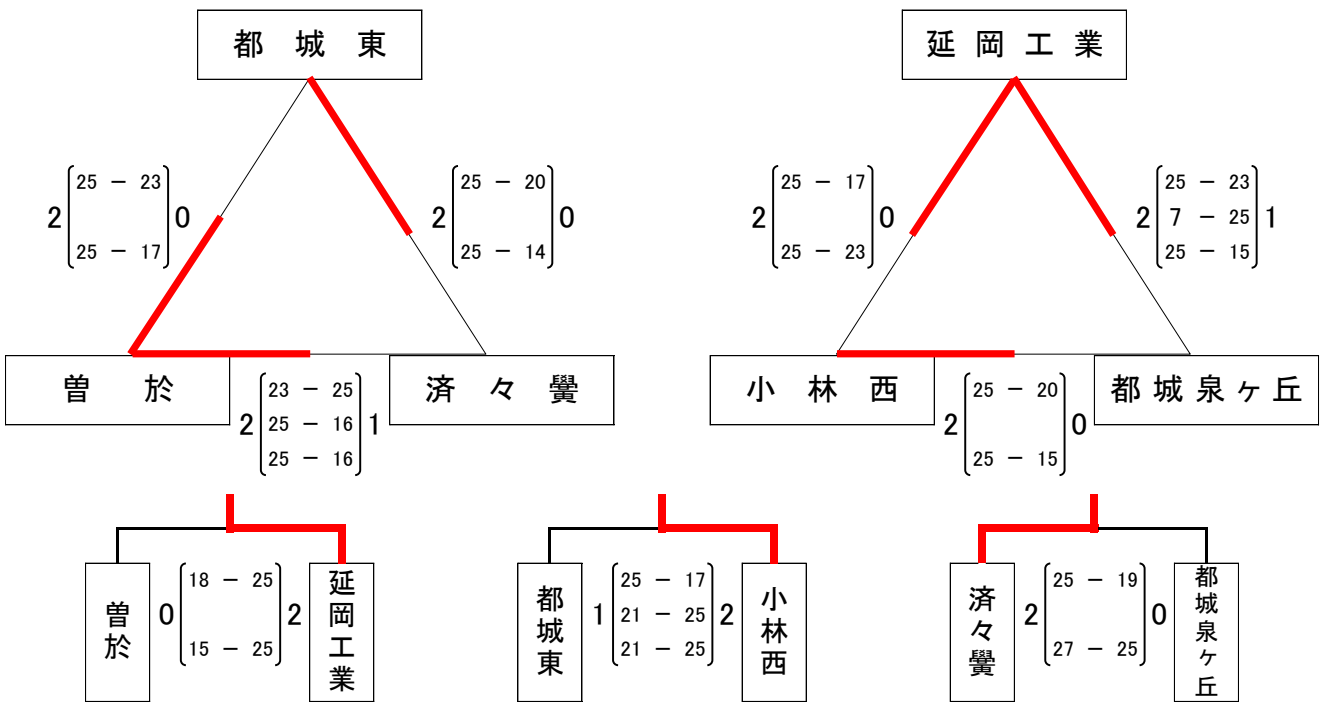 都城東
延岡工業
2 25 － 23 0
25 － 17
2 25 － 20 0
25 － 14
2 25 － 17 0
25 － 23
2 25 － 23 1
7 － 25
25 － 15
曽於
済々黌
小林西
都城泉ヶ丘
2 23 － 25 1
25 － 16
25 － 16
2 25 － 20 0
25 － 15
曽於
0 18 － 25 2
15 － 25
延岡工業
都城東
1 25 － 17 2
21 － 25
21 － 25
小林西
済々黌
2 25 － 19 0
27 － 25
都城泉ヶ丘